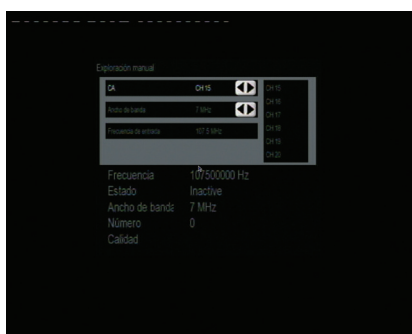 Exploración manual
CA CH 15
Ancho de banda 7 MHz
Frecuencia de entrada 107.5 MHz
CH 15
CH 16
CH 17
CH 18
CH 19
CH 20
Frecuencia 107500000 Hz
Estado Inactive
Ancho de banda 7 MHz
Número 0
Calidad